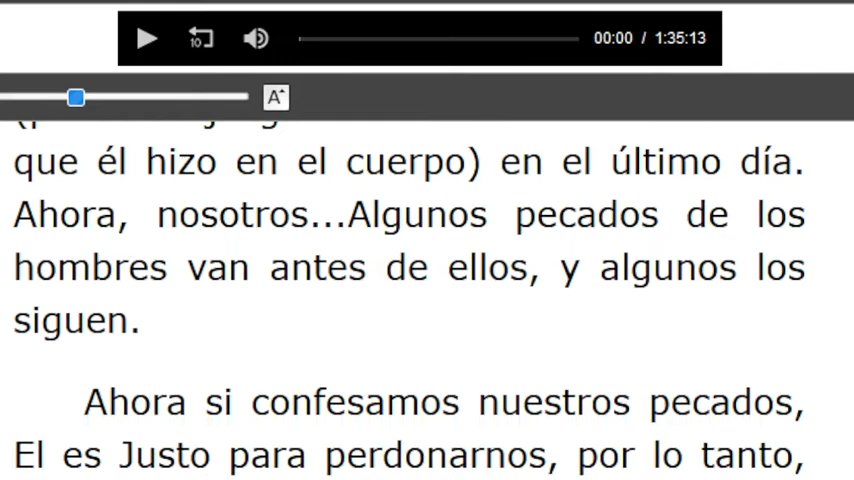 10
00:00 / 1:35:13
A
que él hizo en el cuerpo) en el último día.
Ahora, nosotros...Algunos pecados de los
hombres van antes de ellos, y algunos los
siguen.
Ahora si confesamos nuestros pecados,
El es Justo para perdonarnos, por lo tanto,